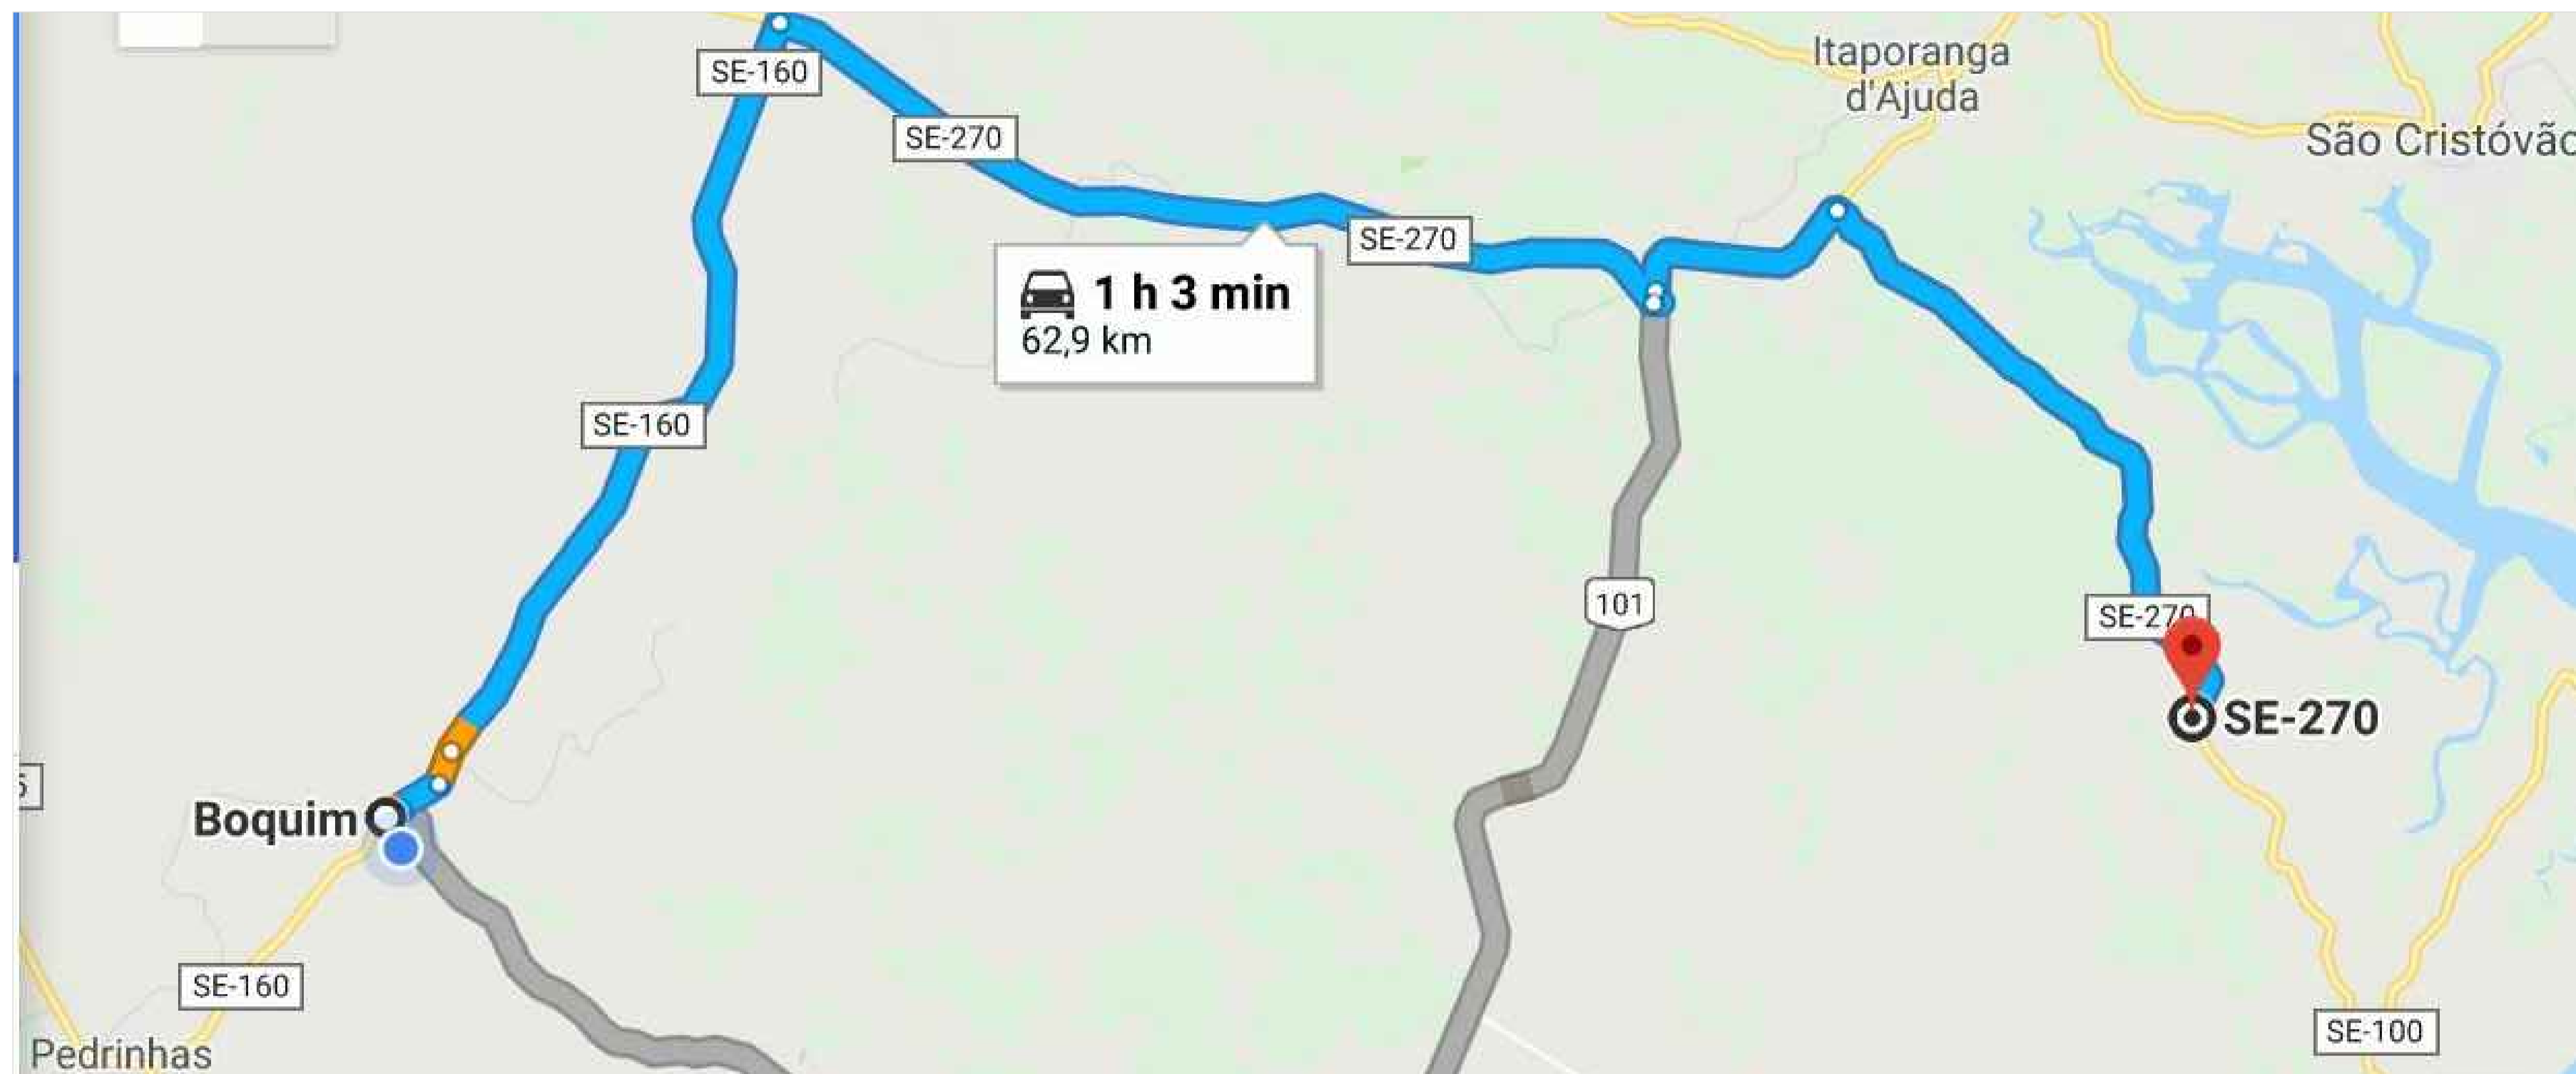 SE-160
Itaporanga
d'Ajuda
SE-270
São Cristóvão
SE-270
1 h 3 min
62,9 km
SE-160
101
SE-270
SE-270
Boquim
SE-160
SE-100
Pedrinhas